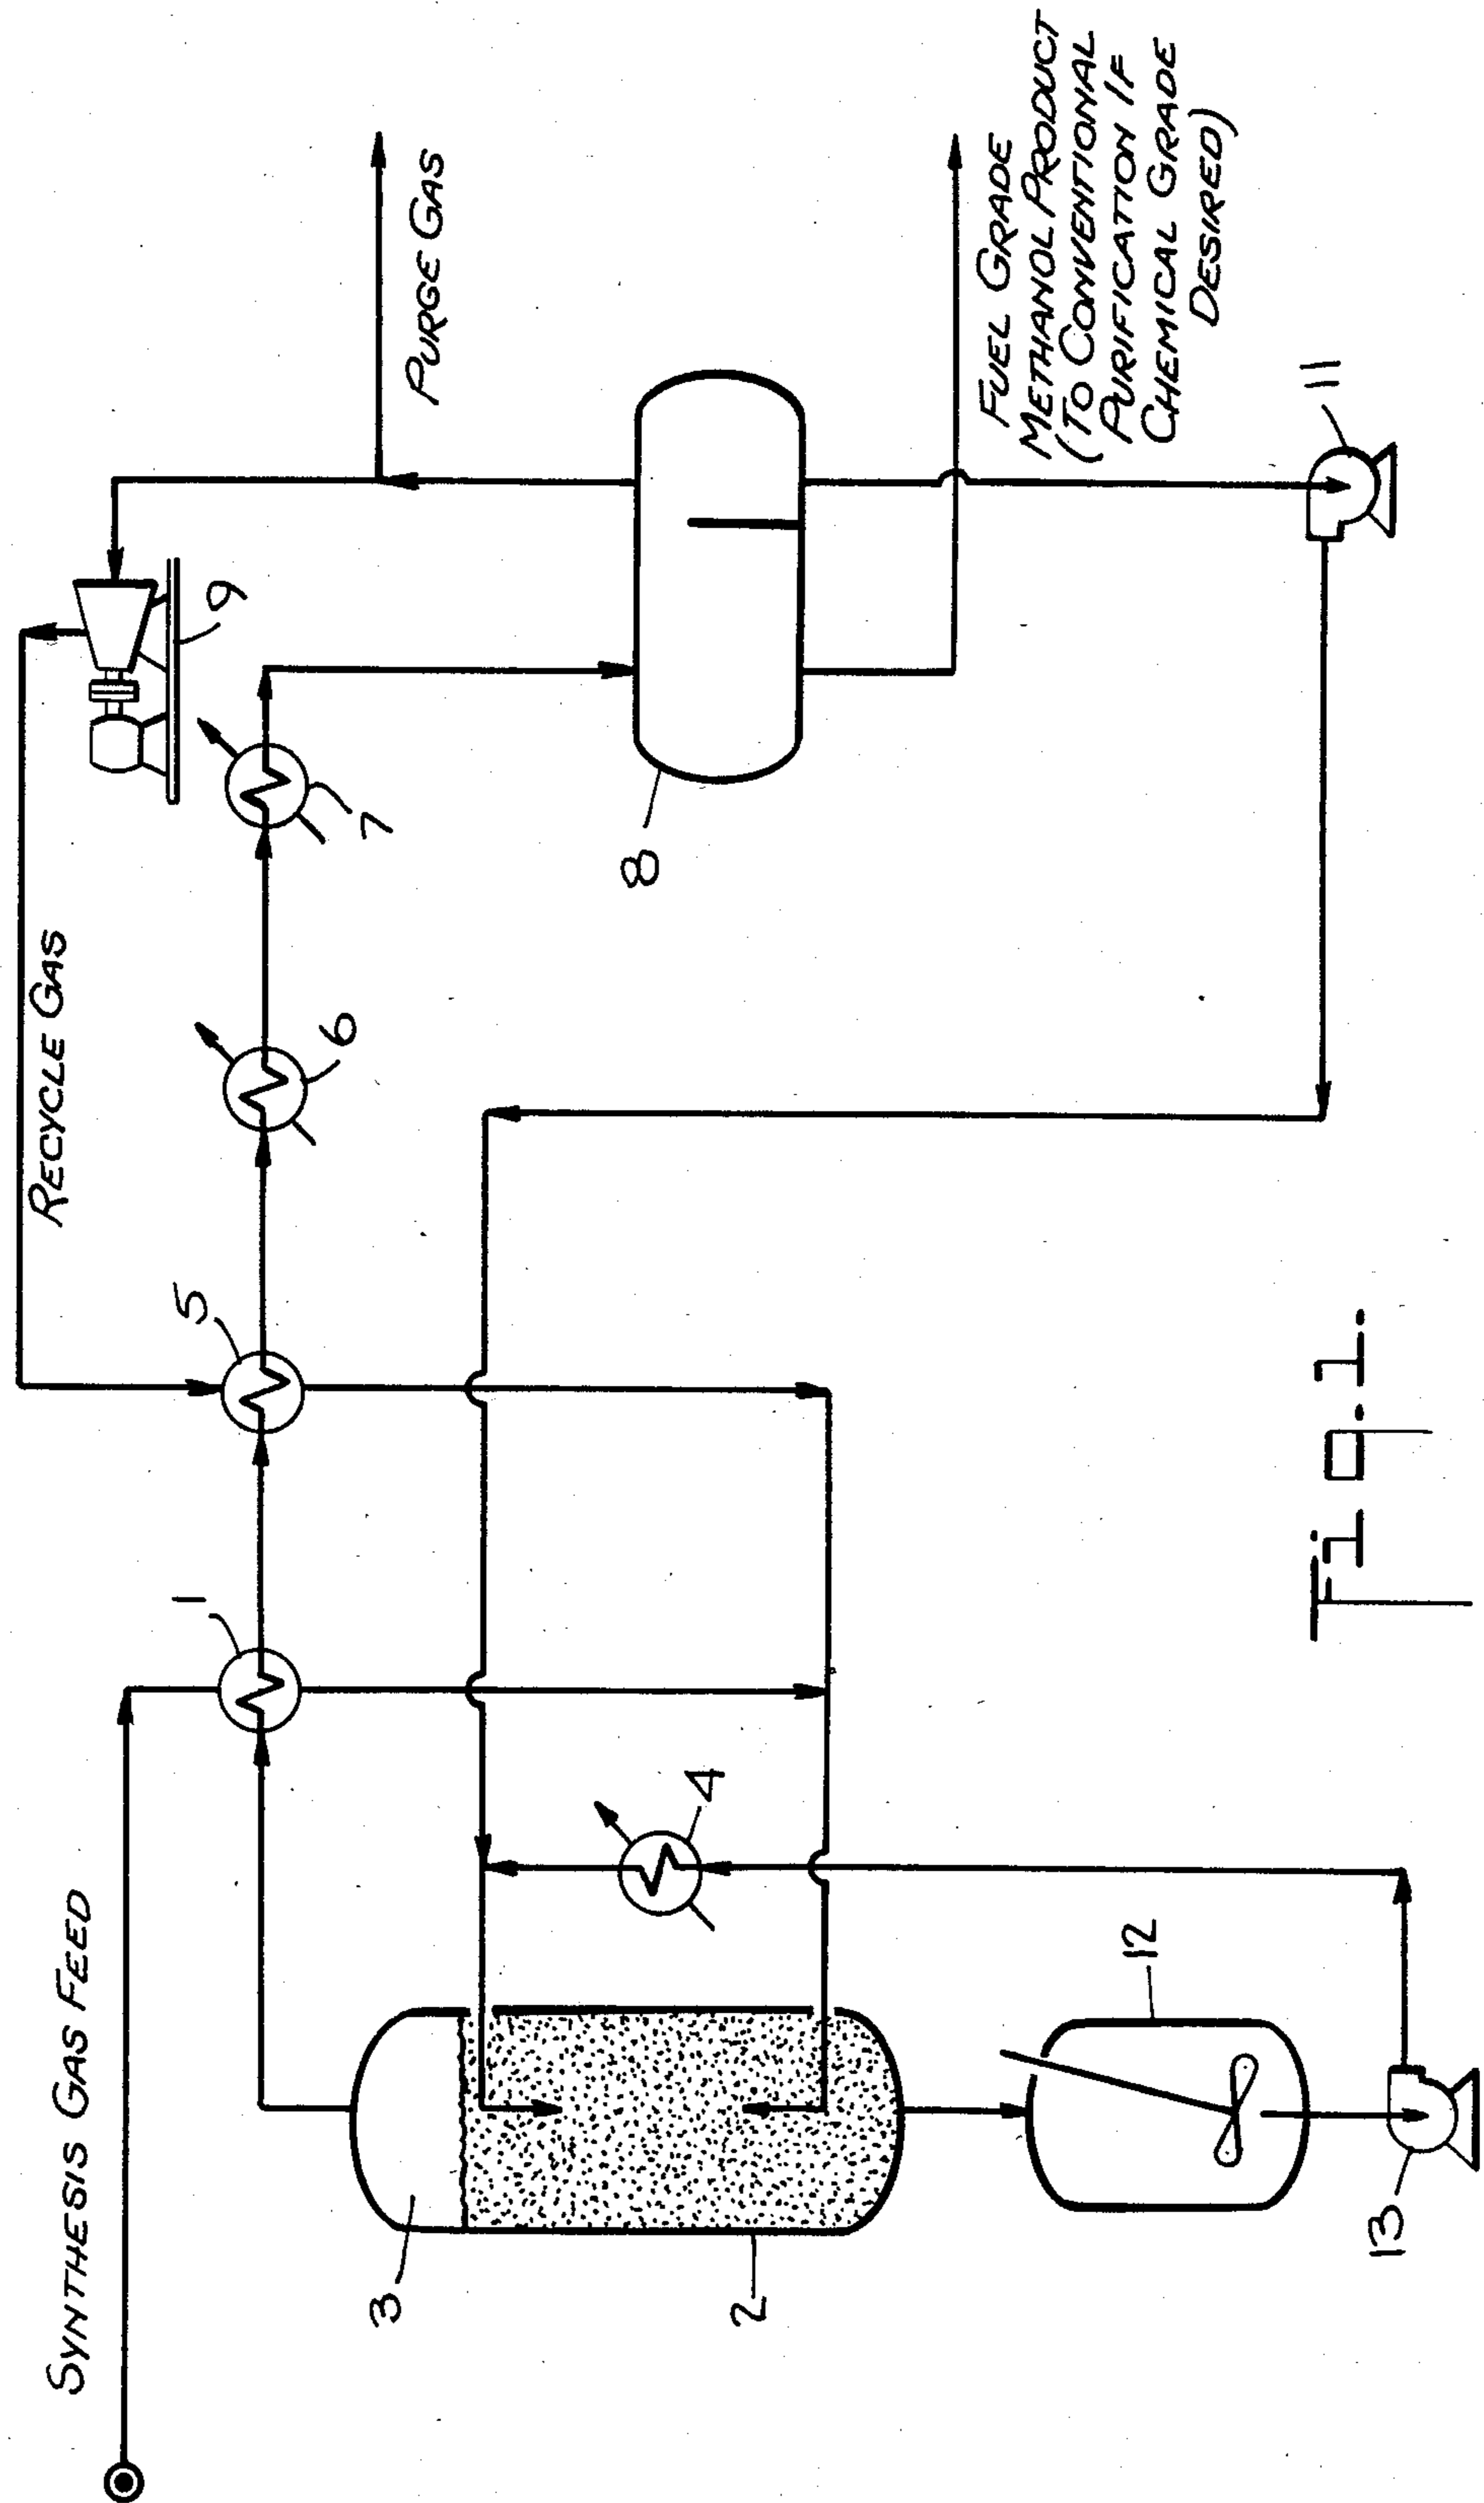 SYNTHESIS GAS FEED
RECYCLE GAS
PURGE GAS
1
5
6
7
9
3
2
4
8
FUEL GRADE
METHANOL PRODUCT
(TO CONVENTIONAL
PURIFICATION IF
CHEMICAL GRADE
DESIRED)
12
13
11
Fig.1.